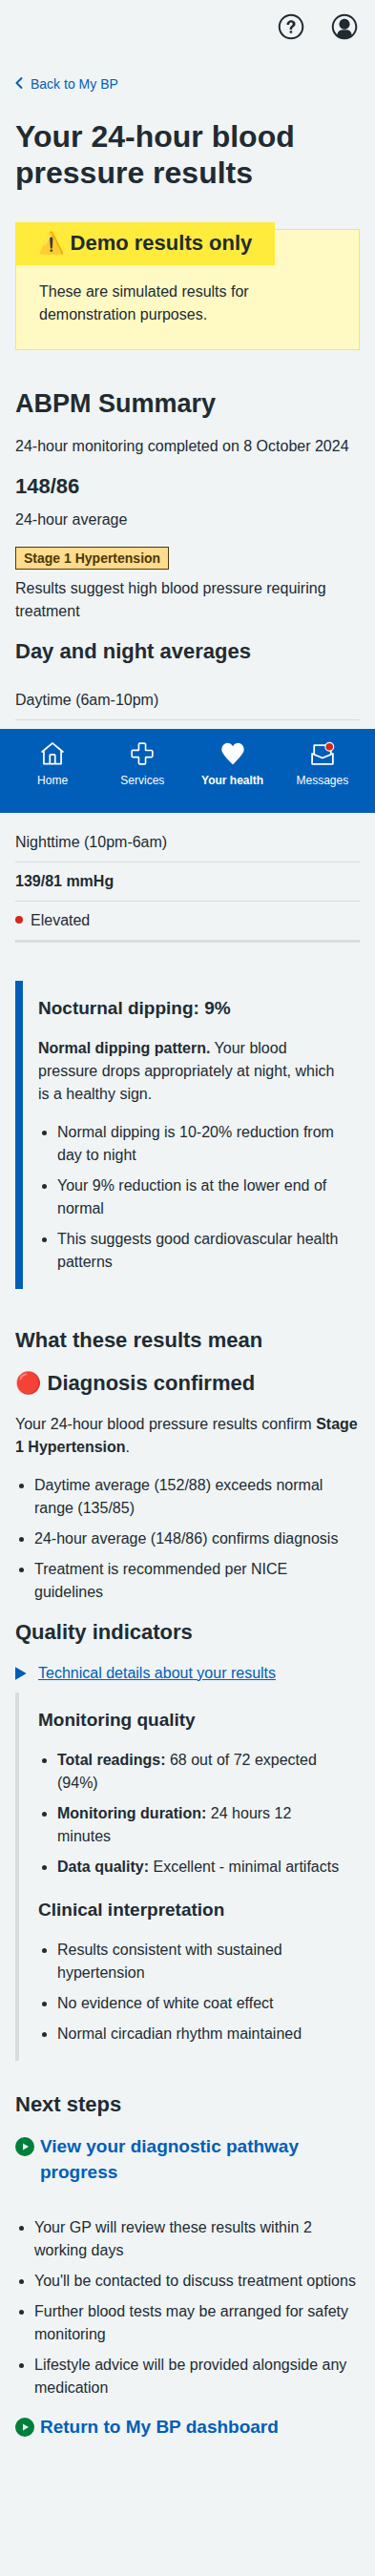 Back to My BP
Your 24-hour blood
pressure results
⚠️ Demo results only
These are simulated results for
demonstration purposes.
ABPM Summary
24-hour monitoring completed on 8 October 2024
148/86
24-hour average
Stage 1 Hypertension
Results suggest high blood pressure requiring
treatment
Day and night averages
Daytime (6am-10pm)
Home
Services
Your health
Messages
Nighttime (10pm-6am)
139/81 mmHg
Elevated
Nocturnal dipping: 9%
Normal dipping pattern. Your blood
pressure drops appropriately at night, which
is a healthy sign.
• Normal dipping is 10-20% reduction from
day to night
• Your 9% reduction is at the lower end of
normal
• This suggests good cardiovascular health
patterns
What these results mean
🔴 Diagnosis confirmed
Your 24-hour blood pressure results confirm Stage
1 Hypertension.
• Daytime average (152/88) exceeds normal
range (135/85)
• 24-hour average (148/86) confirms diagnosis
• Treatment is recommended per NICE
guidelines
Quality indicators
Technical details about your results
Monitoring quality
• Total readings: 68 out of 72 expected
(94%)
• Monitoring duration: 24 hours 12
minutes
• Data quality: Excellent - minimal artifacts
Clinical interpretation
• Results consistent with sustained
hypertension
• No evidence of white coat effect
• Normal circadian rhythm maintained
Next steps
View your diagnostic pathway
progress
• Your GP will review these results within 2
working days
• You'll be contacted to discuss treatment options
• Further blood tests may be arranged for safety
monitoring
• Lifestyle advice will be provided alongside any
medication
Return to My BP dashboard